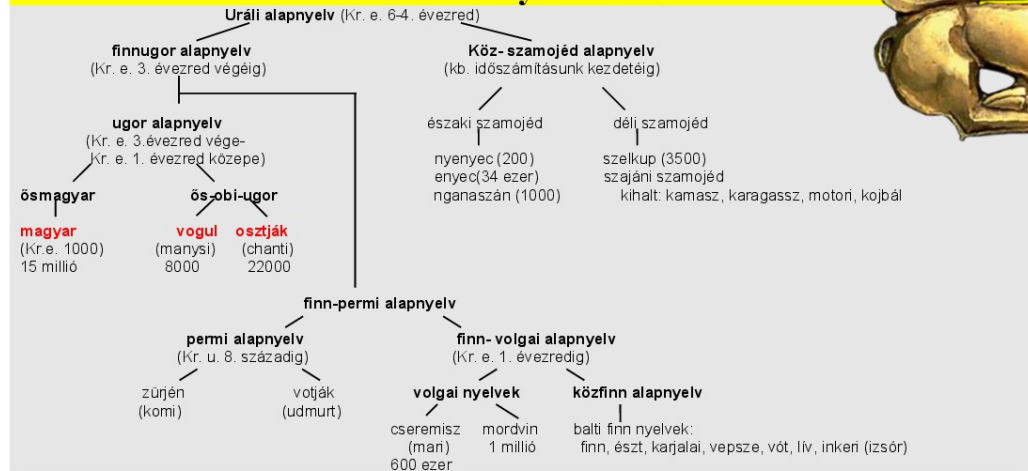 Uráli alapnyelv (Kr. e. 6-4. évezred)
finnugor alapnyelv
(Kr. e. 3. évezred végéig)
Köz- szamojéd alapnyelv
(kb. időszámításunk kezdetéig)
ugor alapnyelv
(Kr. e. 3.évezred vége-
Kr. e. 1. évezred közepe)
északi szamojéd
nyenyec (200)
enyec(34 ezer)
nganaszán (1000)
déli szamojéd
szelkup (3500)
szajáni szamojéd
kihalt: kamasz, karagassz, motori, kojbál
ősmagyar
magyar
(Kr.e. 1000)
15 millió
ős-obi-ugor
vogul
(manysi)
8000
osztják
(chanti)
22000
finn-permi alapnyelv
permi alapnyelv
(Kr. u. 8. századig)
zürjén
(komi)
votják
(udmurt)
finn- volgai alapnyelv
(Kr. e. 1. évezredig)
volgai nyelvek
cseremisz
(mari)
600 ezer
mordvin
1 millió
közfinn alapnyelv
balti finn nyelvek:
finn, észt, karjalai, vepsze, vót, lív, inkeri (izsór)